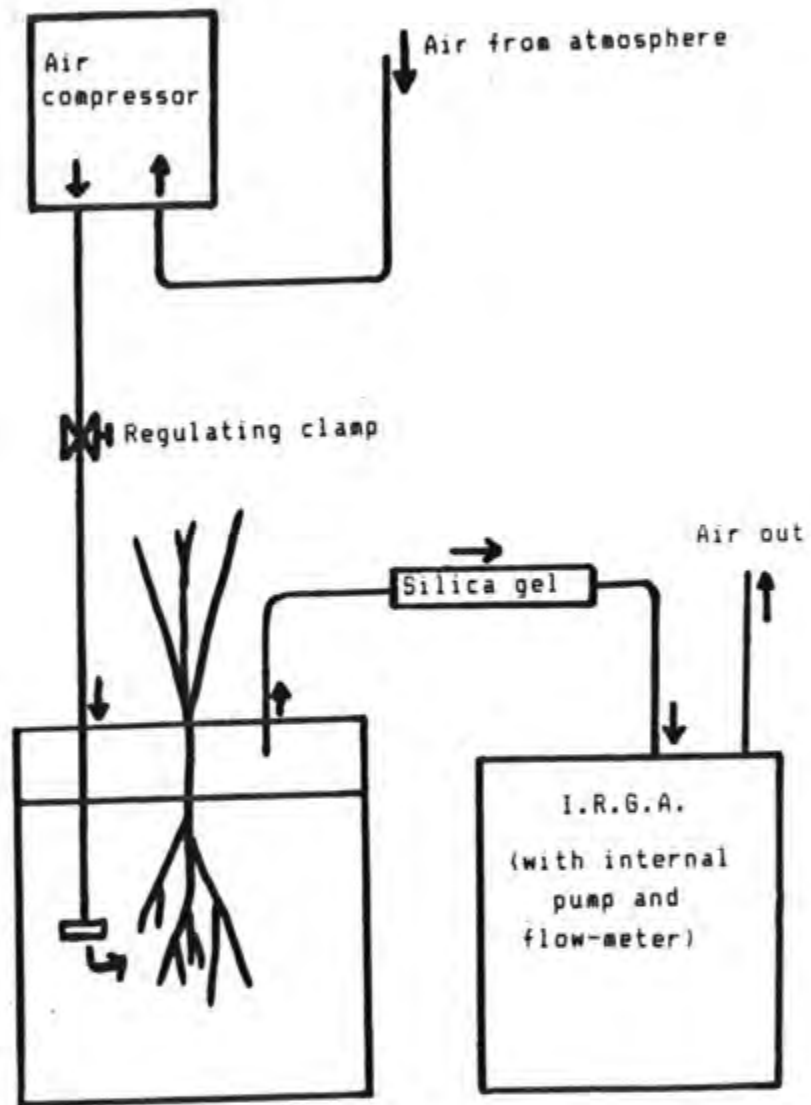 Air from atmosphere
Air
compressor
Regulating clamp
Air out
Silica gel
I.R.G.A.
(with internal
pump and
flow-meter)